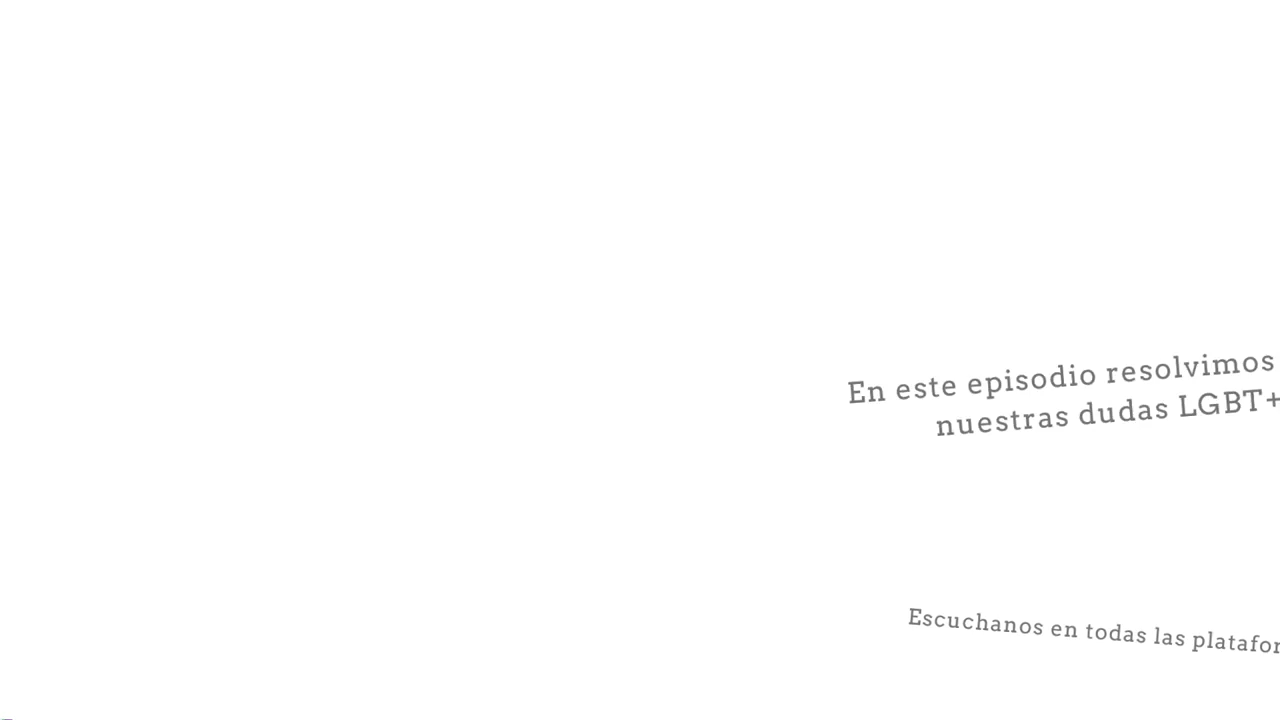 En este episodio resolvimos
nuestras dudas LGBT+
Escuchanos en todas las